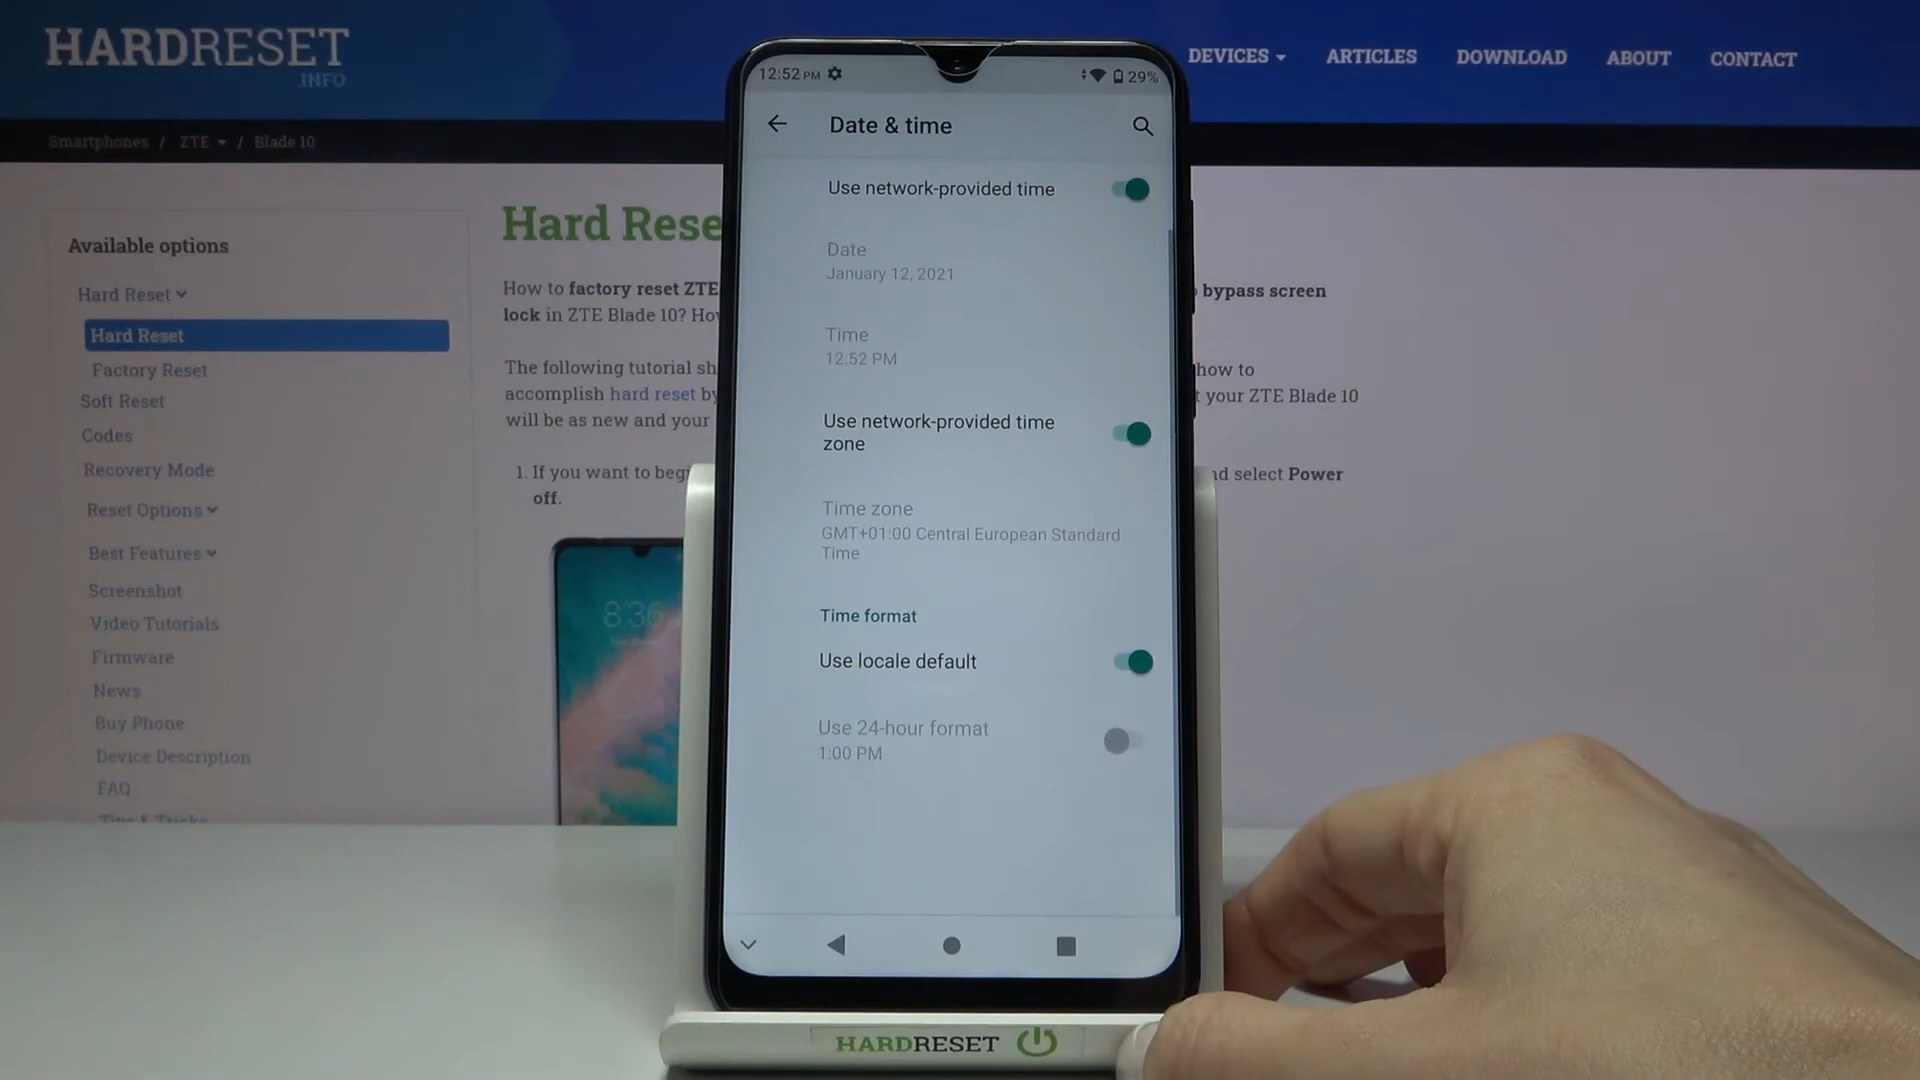 HARDRESET
.INFO
DEVICES
ARTICLES
DOWNLOAD
ABOUT
CONTACT
Smartphones / ZTE / Blade 10
Available options
Hard Reset
Hard Reset
Factory Reset
Soft Reset
Codes
Recovery Mode
Reset Options
Best Features
Screenshot
Video Tutorials
Firmware
News
Buy Phone
Device Description
FAQ
Tips & Tricks
Hard Rese
How to factory reset ZTE
bypass screen
lock in ZTE Blade 10? Ho
The following tutorial sh
how to
accomplish hard reset by
t your ZTE Blade 10
will be as new and your
1. If you want to begi
nd select Power
off.
8:36
12:52 PM
29%
Date & time
Use network-provided time
Date
January 12, 2021
Time
12:52 PM
Use network-provided time
zone
Time zone
GMT+01:00 Central European Standard
Time
Time format
Use locale default
Use 24-hour format
1:00 PM
HARDRESET